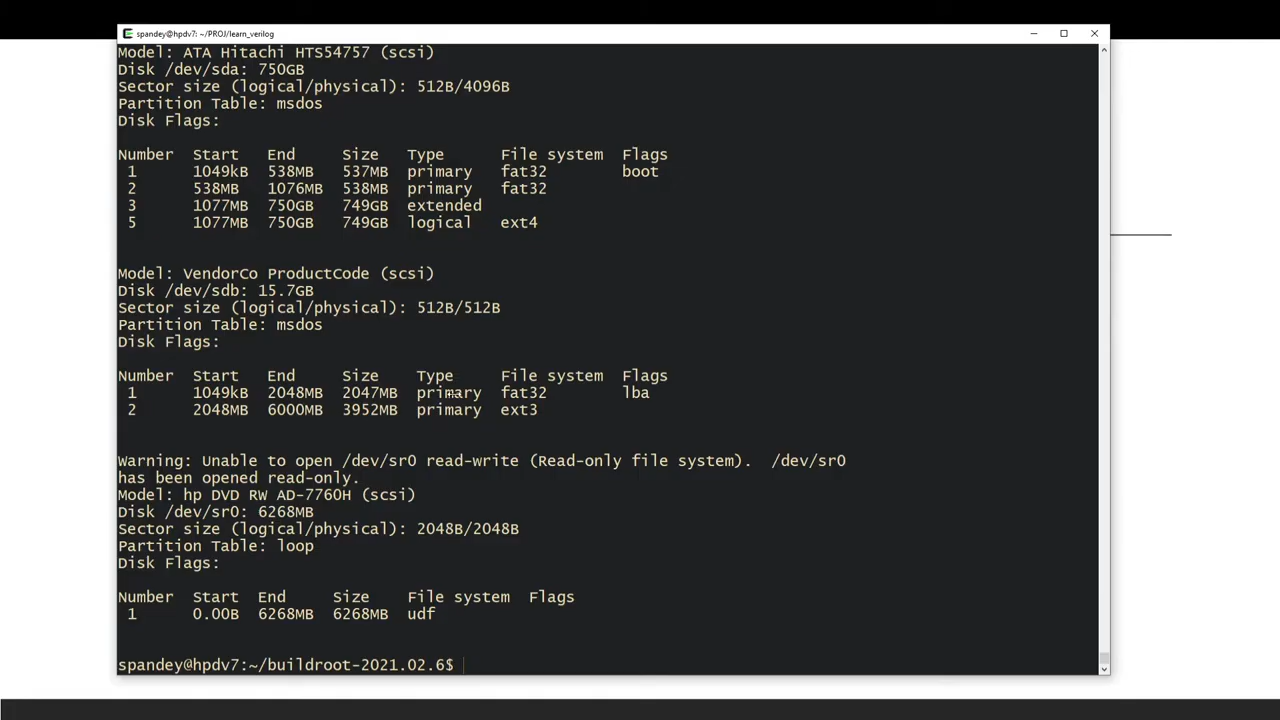 spandey@hpdv7: ~/PROJ/learn_verilog
Model: ATA Hitachi HTS54757 (scsi)
Disk /dev/sda: 750GB
Sector size (logical/physical): 512B/4096B
Partition Table: msdos
Disk Flags:
Number Start End Size Type File system Flags
1 1049kB 538MB 537MB primary fat32 boot
2 538MB 1076MB 538MB primary fat32
3 1077MB 750GB 749GB extended
5 1077MB 750GB 749GB logical ext4
Model: VendorCo ProductCode (scsi)
Disk /dev/sdb: 15.7GB
Sector size (logical/physical): 512B/512B
Partition Table: msdos
Disk Flags:
Number Start End Size Type File system Flags
1 1049kB 2048MB 2047MB primary fat32 lba
2 2048MB 6000MB 3952MB primary ext3
Warning: Unable to open /dev/sr0 read-write (Read-only file system). /dev/sr0
has been opened read-only.
Model: hp DVD RW AD-7760H (scsi)
Disk /dev/sr0: 6268MB
Sector size (logical/physical): 2048B/2048B
Partition Table: loop
Disk Flags:
Number Start End Size File system Flags
1 0.00B 6268MB 6268MB udf
spandey@hpdv7:~/buildroot-2021.02.6$